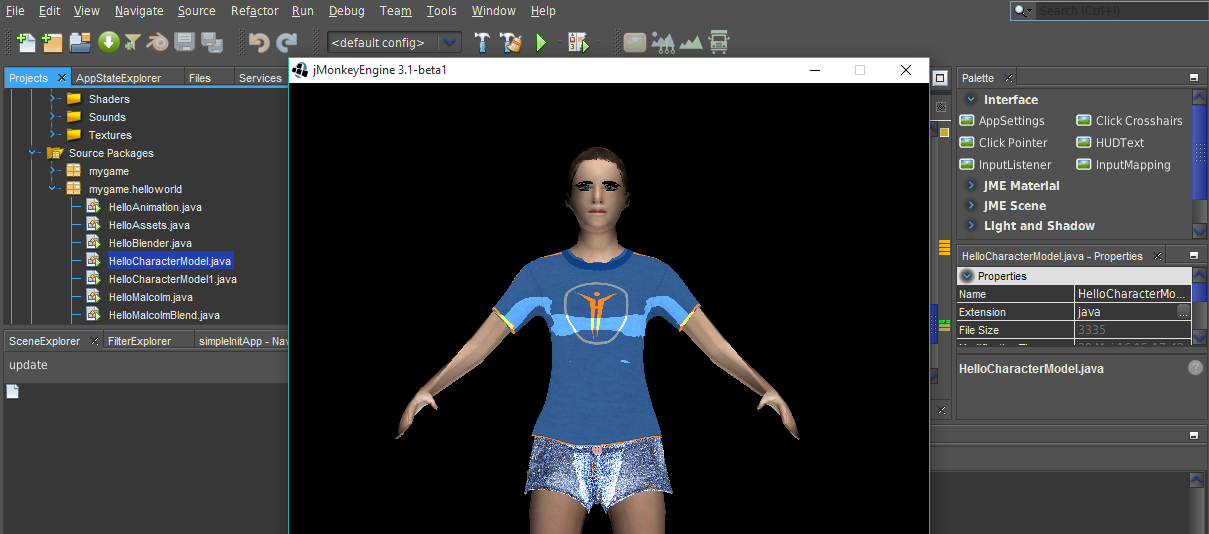 File Edit View Navigate Source Refactor Run Debug Team Tools Window Help
Search (Ctrl+I)
<default config>
jMonkeyEngine 3.1-beta1
Projects AppStateExplorer Files Services
Shaders
Sounds
Textures
Source Packages
mygame
mygame.helloworld
HelloAnimation.java
HelloAssets.java
HelloBlender.java
HelloCharacterModel.java
HelloCharacterModel1.java
HelloMalcolm.java
HelloMalcolmBlend.java
SceneExplorer FilterExplorer simpleInitApp - Nav
update
Palette
Interface
AppSettings Click Crosshairs
Click Pointer HUDText
InputListener InputMapping
JME Material
JME Scene
Light and Shadow
HelloCharacterModel.java - Properties
Properties
Name HelloCharacterMo...
Extension java ...
File Size 3335
HelloCharacterModel.java